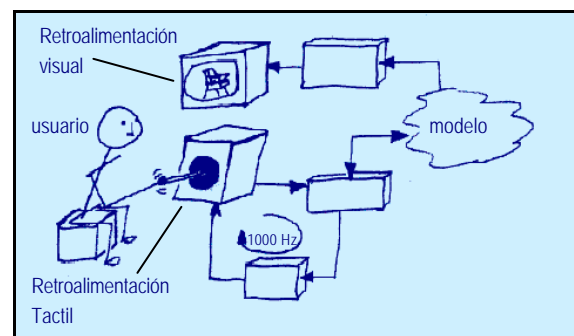 Retroalimentación
visual
usuario
modelo
1000 Hz
Retroalimentación
Tactil